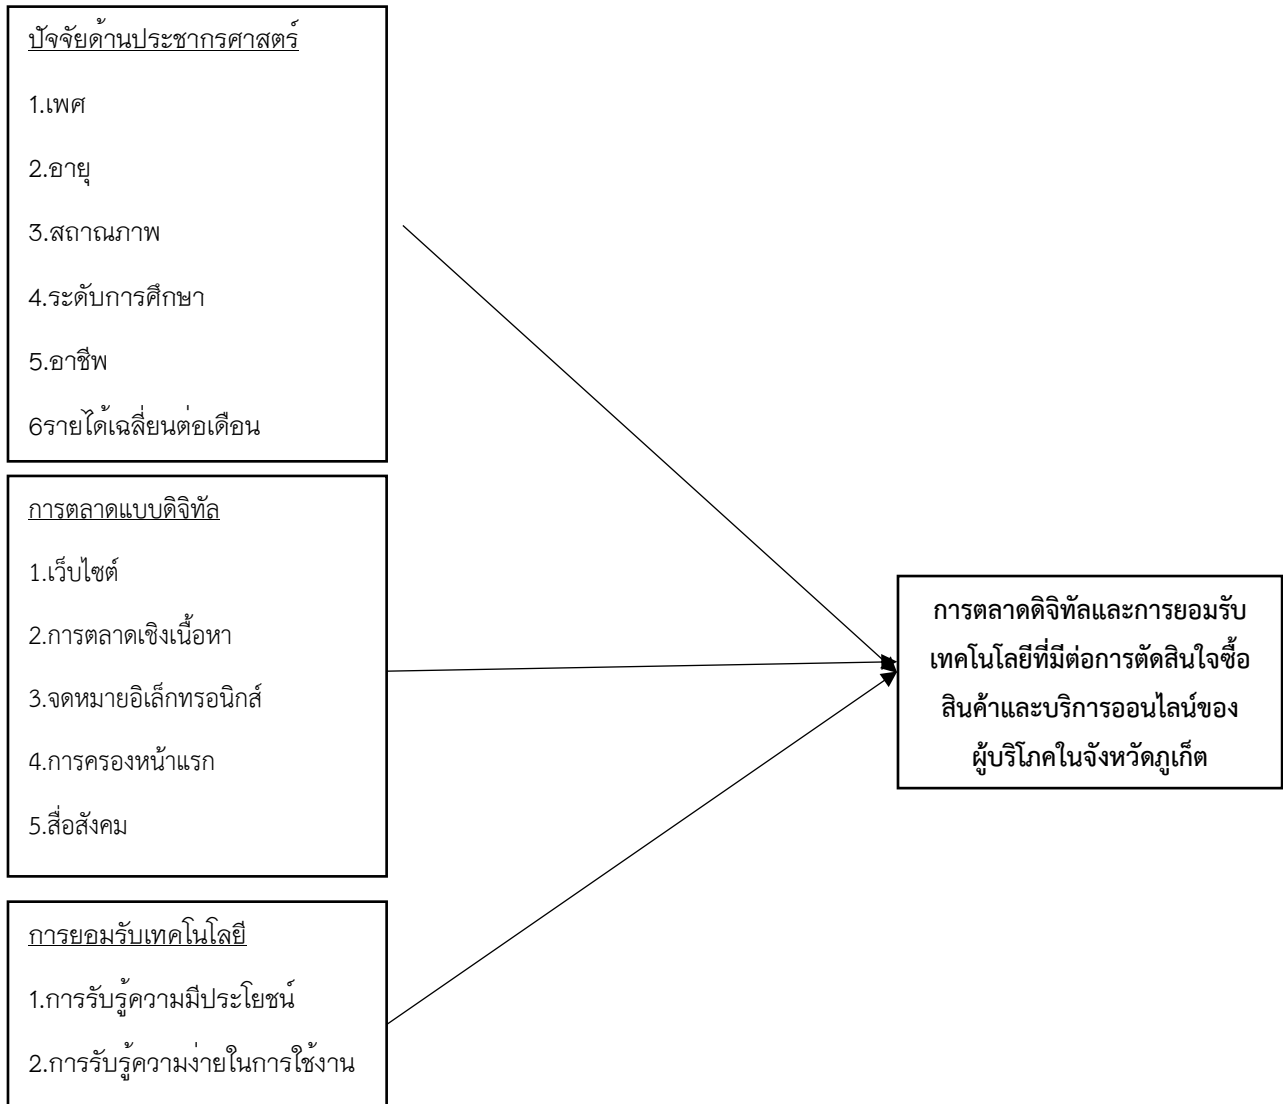 ปัจจัยด้านประชากรศาสตร์
1.เพศ
2.อายุ
3.สถาณภาพ
4.ระดับการศึกษา
5.อาชีพ
6รายได้เฉลี่ยนต่อเดือน
การตลาดแบบดิจิทัล
1.เว็บไซต์
2.การตลาดเชิงเนื้อหา
3.จดหมายอิเล็กทรอนิกส์
4.การครองหน้าแรก
5.สื่อสังคม
การยอมรับเทคโนโลยี
1.การรับรู้ความมีประโยชน์
2.การรับรู้ความง่ายในการใช้งาน
การตลาดดิจิทัลและการยอมรับ
เทคโนโลยีที่มีต่อการตัดสินใจซื้อ
สินค้าและบริการออนไลน์ของ
ผู้บริโภคในจังหวัดภูเก็ต